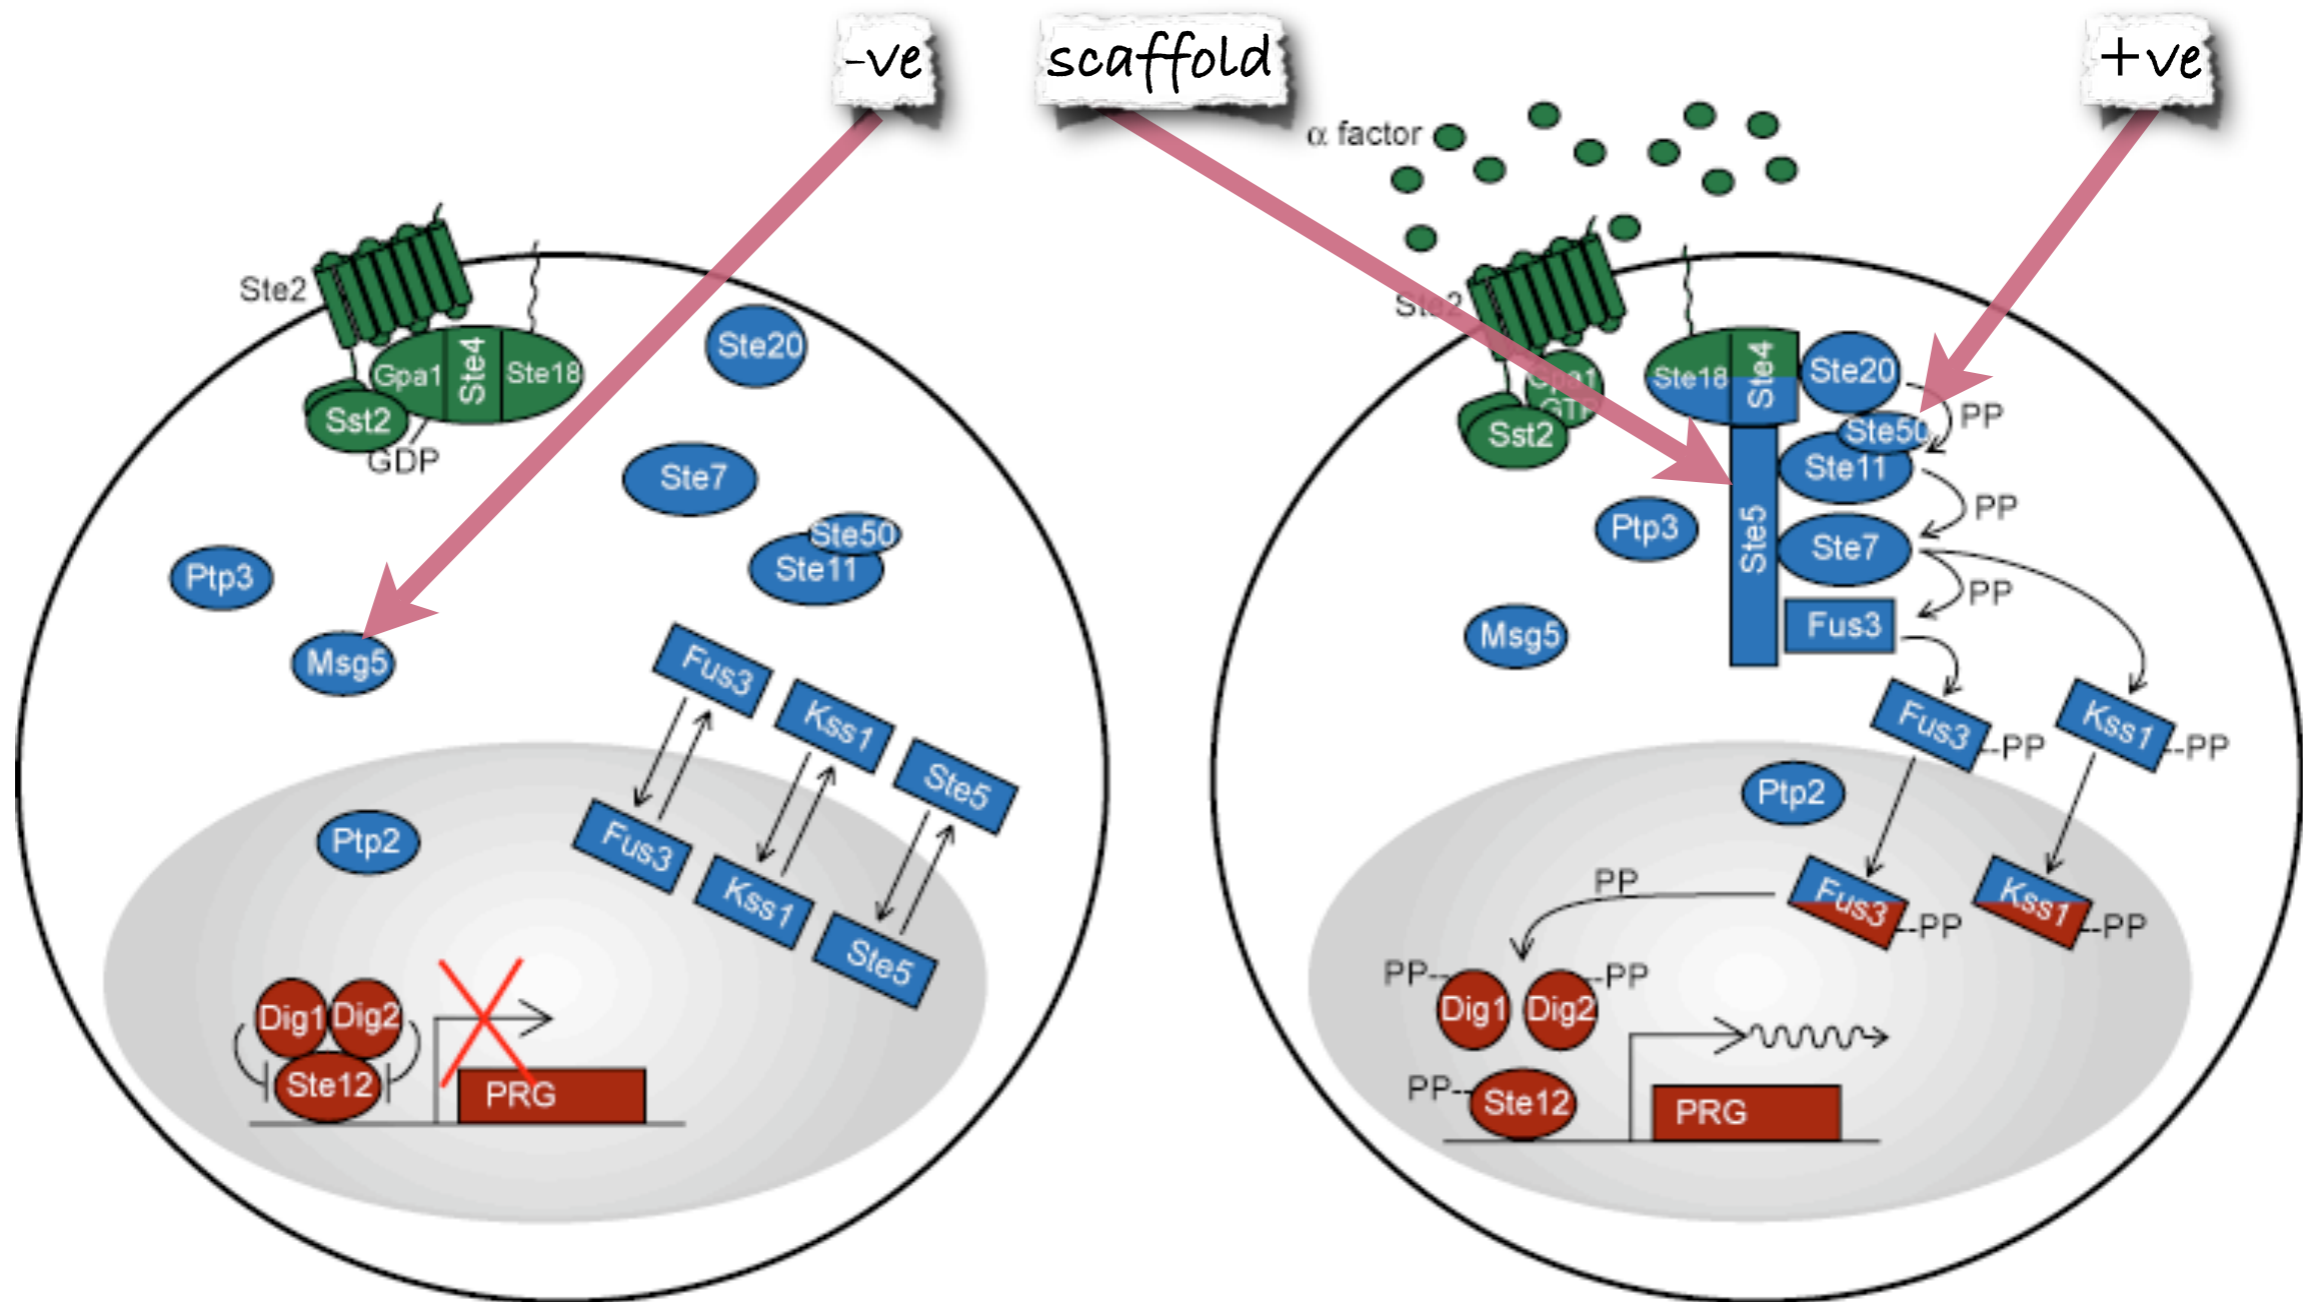 -ve
scaffold
+ve
α factor
Ste2
Gpa1
Ste4
Ste18
Sst2
GDP
Ste20
Ste7
Ste50
Ste11
Ptp3
Msg5
Fus3
Kss1
Ste5
Ptp2
Fus3
Kss1
Ste5
Dig1
Dig2
Ste12
PRG
Ste2
Gpa1
GTP
Sst2
Ste18
Ste4
Ste20
PP
Ste50
Ste11
PP
Ptp3
Ste5
Ste7
PP
Msg5
Fus3
Fus3
--PP
Kss1
--PP
Ptp2
PP
Fus3
--PP
Kss1
--PP
PP--
Dig1
Dig2
--PP
PP--
Ste12
PRG